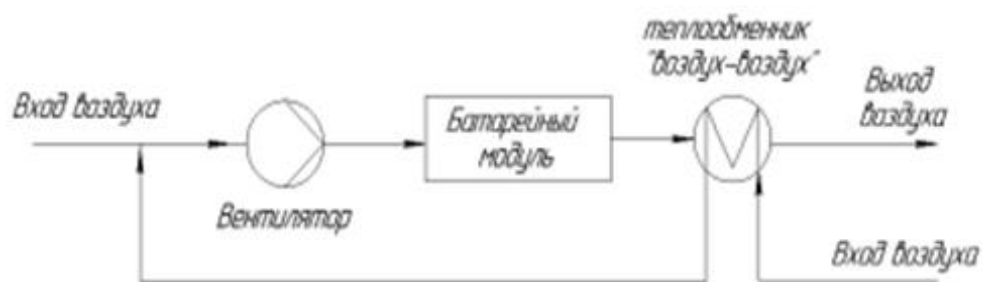 теплообменник
"воздух-воздух"
Вход воздуха
Выход
воздуха
Батарейный
модуль
Вентилятор
Вход воздуха